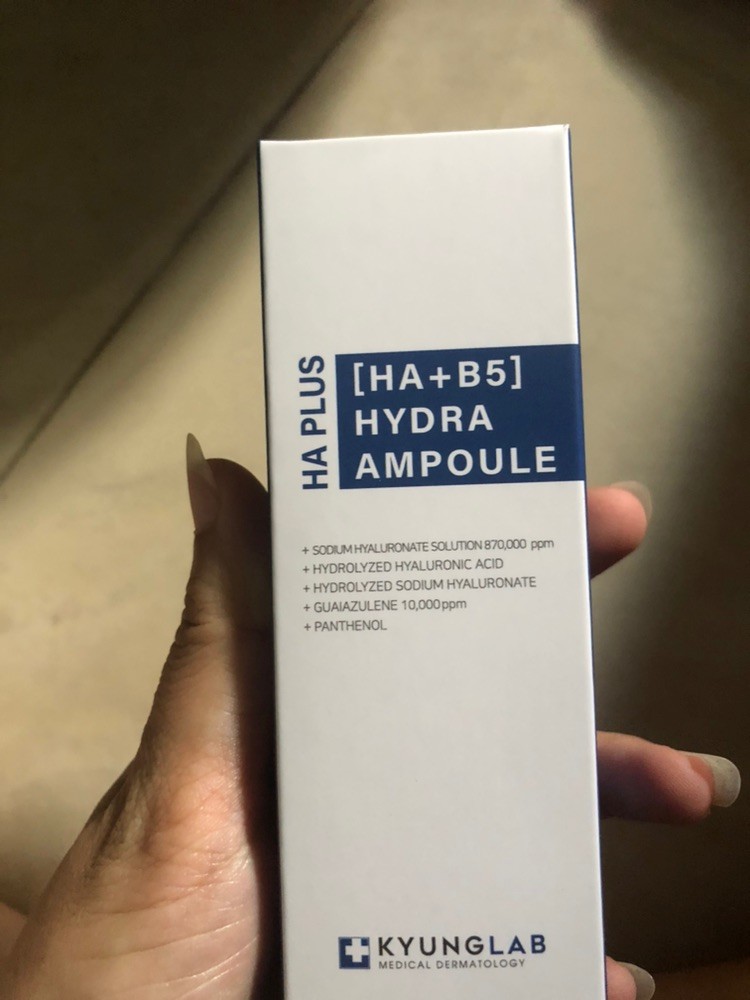 HA PLUS
[HA+B5]
HYDRA
AMPOULE
+ SODIUM HYALURONATE SOLUTION 870,000 ppm
+ HYDROLYZED HYALURONIC ACID
+ HYDROLYZED SODIUM HYALURONATE
+ GUAIAZULENE 10,000ppm
+ PANTHENOL
KYUNGLAB
MEDICAL DERMATOLOGY